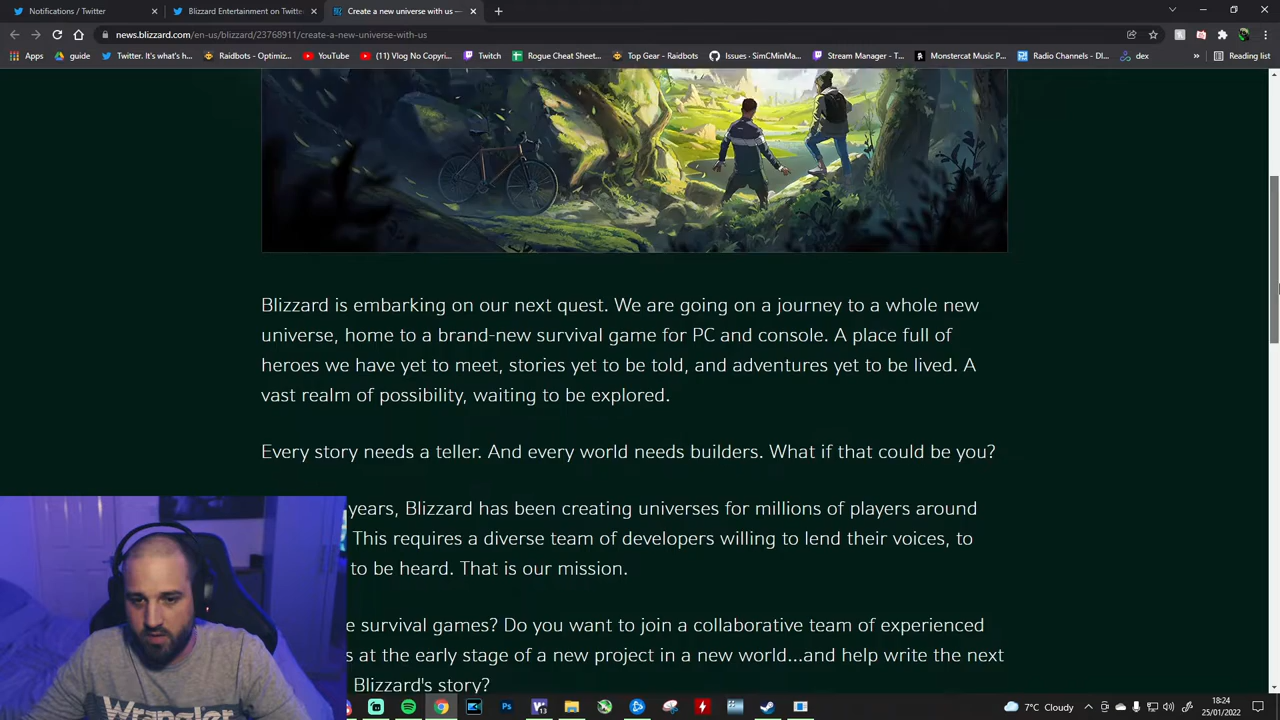 Notifications / Twitter
Blizzard Entertainment on Twitte
Create a new universe with us —
news.blizzard.com/en-us/blizzard/23768911/create-a-new-universe-with-us
Apps
guide
Twitter. It's what's h...
Raidbots - Optimiz...
YouTube
(11) Vlog No Copyr...
Twitch
Rogue Cheat Sheet...
Top Gear - Raidbots
Issues · SimCMinMa...
Stream Manager - T...
Monstercat Music P...
Radio Channels - DI...
dex
Reading list
Blizzard is embarking on our next quest. We are going on a journey to a whole new
universe, home to a brand-new survival game for PC and console. A place full of
heroes we have yet to meet, stories yet to be told, and adventures yet to be lived. A
vast realm of possibility, waiting to be explored.
Every story needs a teller. And every world needs builders. What if that could be you?
years, Blizzard has been creating universes for millions of players around
This requires a diverse team of developers willing to lend their voices, to
to be heard. That is our mission.
e survival games? Do you want to join a collaborative team of experienced
s at the early stage of a new project in a new world...and help write the next
Blizzard's story?
Wrangler
7°C Cloudy
18:24
25/01/2022